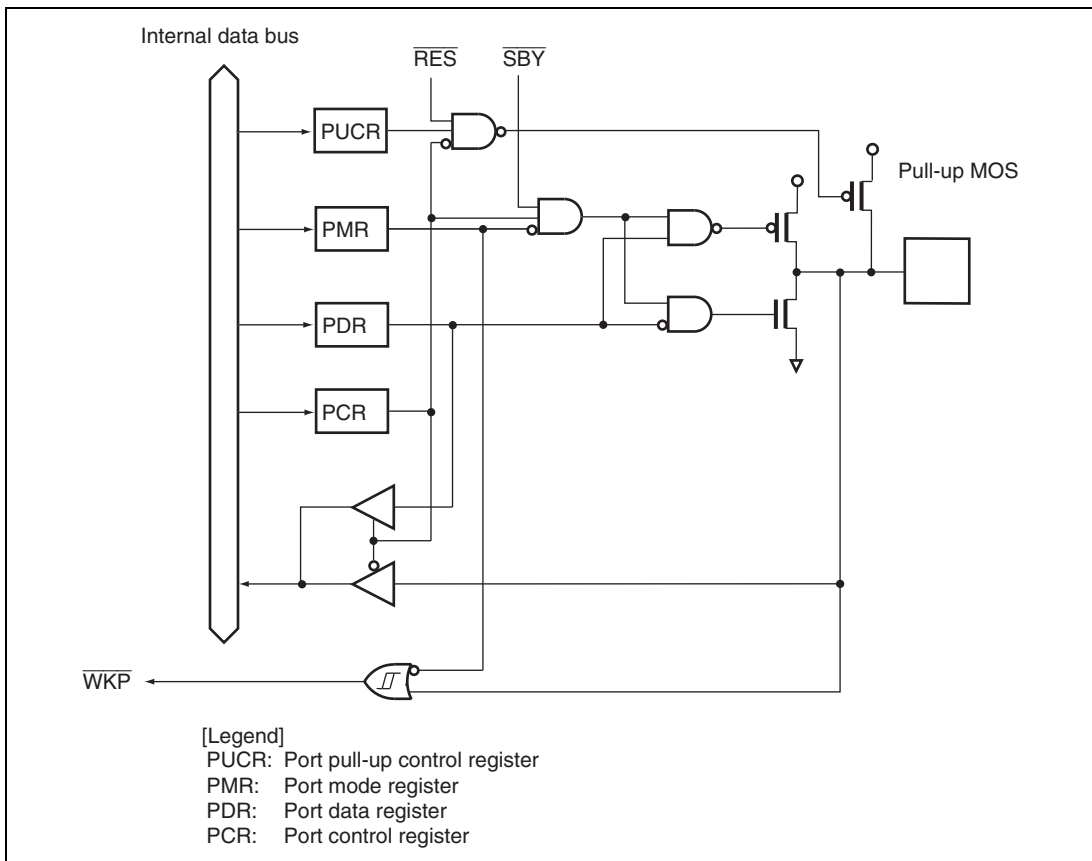 Internal data bus
RES
SBY
PUCR
Pull-up MOS
PMR
PDR
PCR
WKP
[Legend]
PUCR: Port pull-up control register
PMR: Port mode register
PDR: Port data register
PCR: Port control register